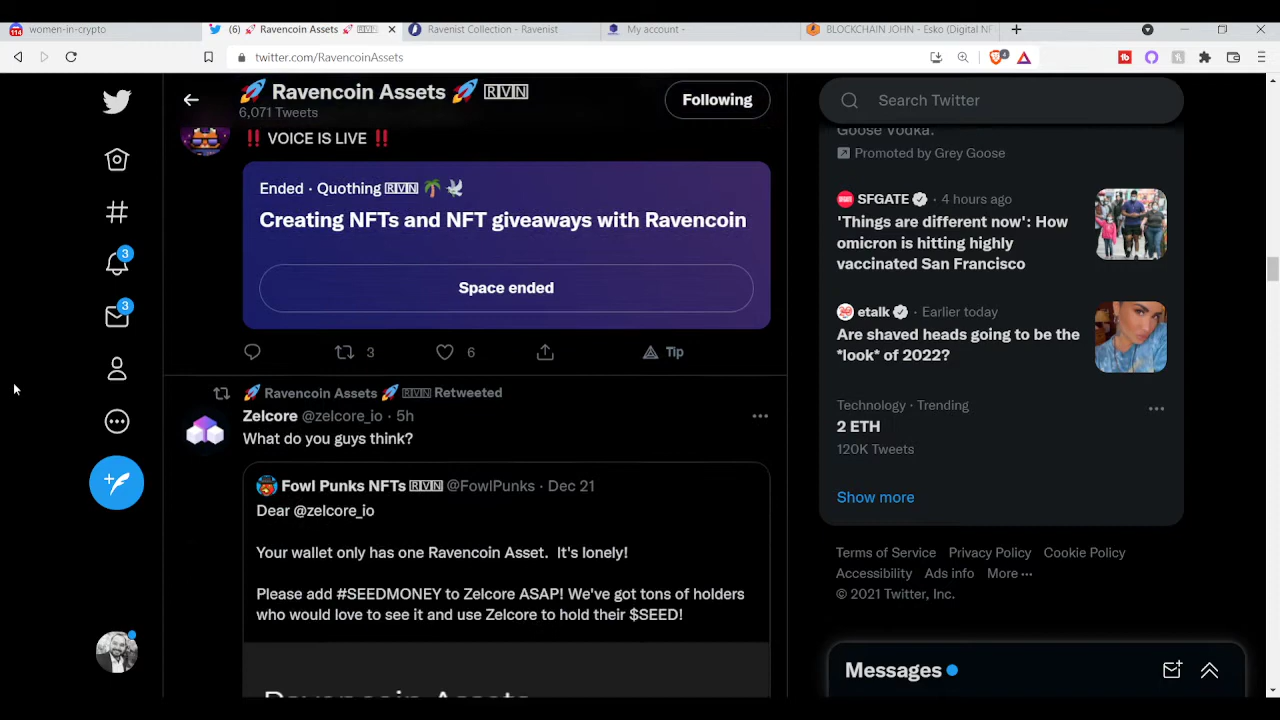 114
women-in-crypto
(6) 🚀 Ravencoin Assets 🚀 🅁🅅🄽
Ravenist Collection - Ravenist
My account -
BLOCKCHAIN JOHN - Esko (Digital NF
twitter.com/RavencoinAssets
4
🚀 Ravencoin Assets 🚀 🅁🅅🄽
6,071 Tweets
Following
‼️ VOICE IS LIVE ‼️
Ended · Quothing 🅁🅅🄽 🌴 🕊️
Creating NFTs and NFT giveaways with Ravencoin
Space ended
3
6
Tip
🚀 Ravencoin Assets 🚀 🅁🅅🄽 Retweeted
Zelcore @zelcore_io · 5h
What do you guys think?
Fowl Punks NFTs 🅁🅅🄽 @FowlPunks · Dec 21
Dear @zelcore_io
Your wallet only has one Ravencoin Asset. It's lonely!
Please add #SEEDMONEY to Zelcore ASAP! We've got tons of holders
who would love to see it and use Zelcore to hold their $SEED!
Ravencoin Assets
3
3
Search Twitter
Goose Vodka.
Promoted by Grey Goose
SFGATE · 4 hours ago
'Things are different now': How
omicron is hitting highly
vaccinated San Francisco
etalk · Earlier today
Are shaved heads going to be the
*look* of 2022?
Technology · Trending
2 ETH
120K Tweets
Show more
Terms of Service Privacy Policy Cookie Policy
Accessibility Ads info More ···
© 2021 Twitter, Inc.
Messages